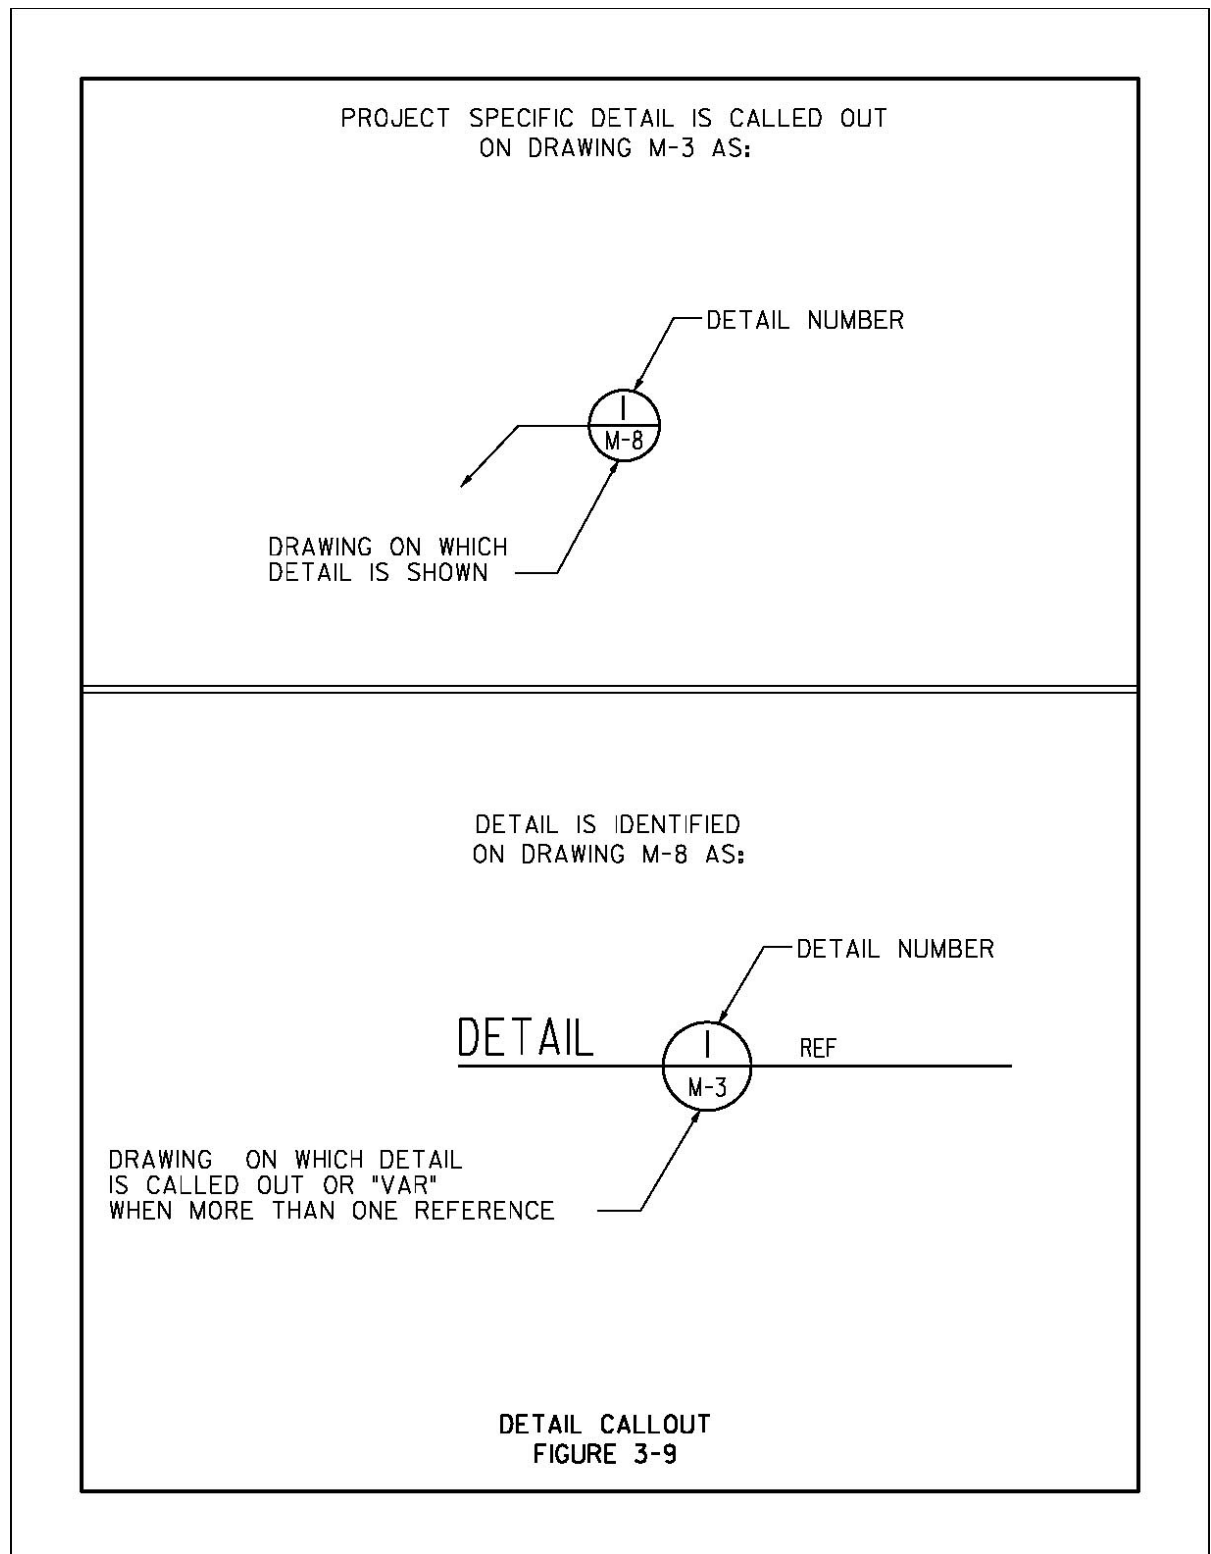 PROJECT SPECIFIC DETAIL IS CALLED OUT
ON DRAWING M-3 AS:
DETAIL NUMBER
1
M-8
DRAWING ON WHICH
DETAIL IS SHOWN
DETAIL IS IDENTIFIED
ON DRAWING M-8 AS:
DETAIL NUMBER
DETAIL 1 REF
M-3
DRAWING ON WHICH DETAIL
IS CALLED OUT OR "VAR"
WHEN MORE THAN ONE REFERENCE
DETAIL CALLOUT
FIGURE 3-9